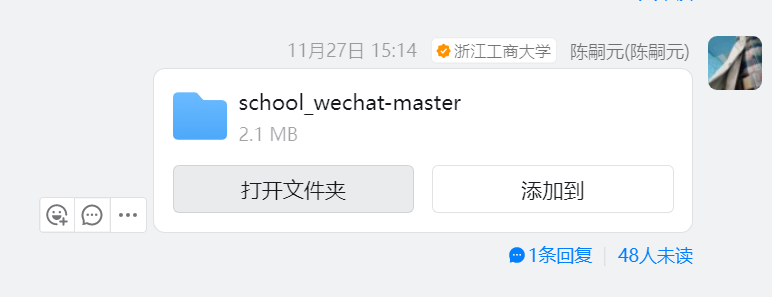 11月27日 15:14 浙江工商大学 陈嗣元(陈嗣元)
school_wechat-master
2.1 MB
打开文件夹 添加到
1条回复 48人未读